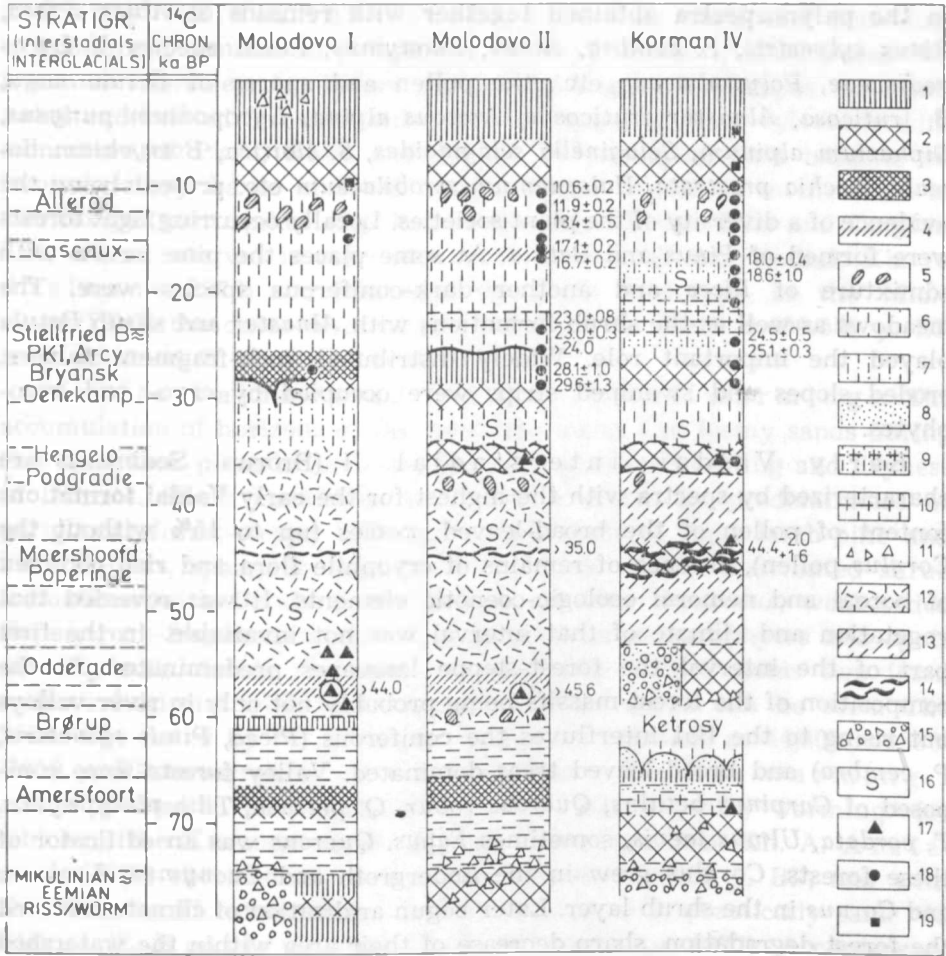 STRATIGR.
(Interstadials
INTERGLACIALS)
14C
CHRON.
ka BP
Molodovo I
Molodovo II
Korman IV
10
Allerød
Lascaux
20
Stellfried B≈
pkl Arcy
Bryansk
Denekamp
30
Hengelo
Podgradie
40
Moershoofd
Poperinge
50
Odderade
60
Brørup
Amersfoort
70
MIKULINIAN≈
EEMIAN
RISS/WÜRM
S
S
S
>44.0
10.6±0.2
11.9±0.2
13.4±0.5
17.1±0.2
16.7±0.2
23.0±0.8
24.0
28.1±1.0
29.6±1.3
S
S
>35.0
>45.6
18.0±0.4
18.6±1.0
S
24.5±0.5
25.1±0.3
S
S
44.4 +2.0
-1.6
Ketrosy
1
2
3
4
5
6
7
8
9
10
11
12
13
14
15
S 16
17
18
19